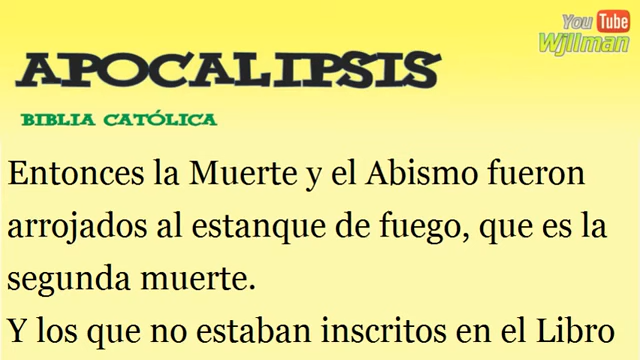 You Tube
Wjllman
APOCALIPSIS
BIBLIA CATÓLICA
Entonces la Muerte y el Abismo fueron
arrojados al estanque de fuego, que es la
segunda muerte.
Y los que no estaban inscritos en el Libro